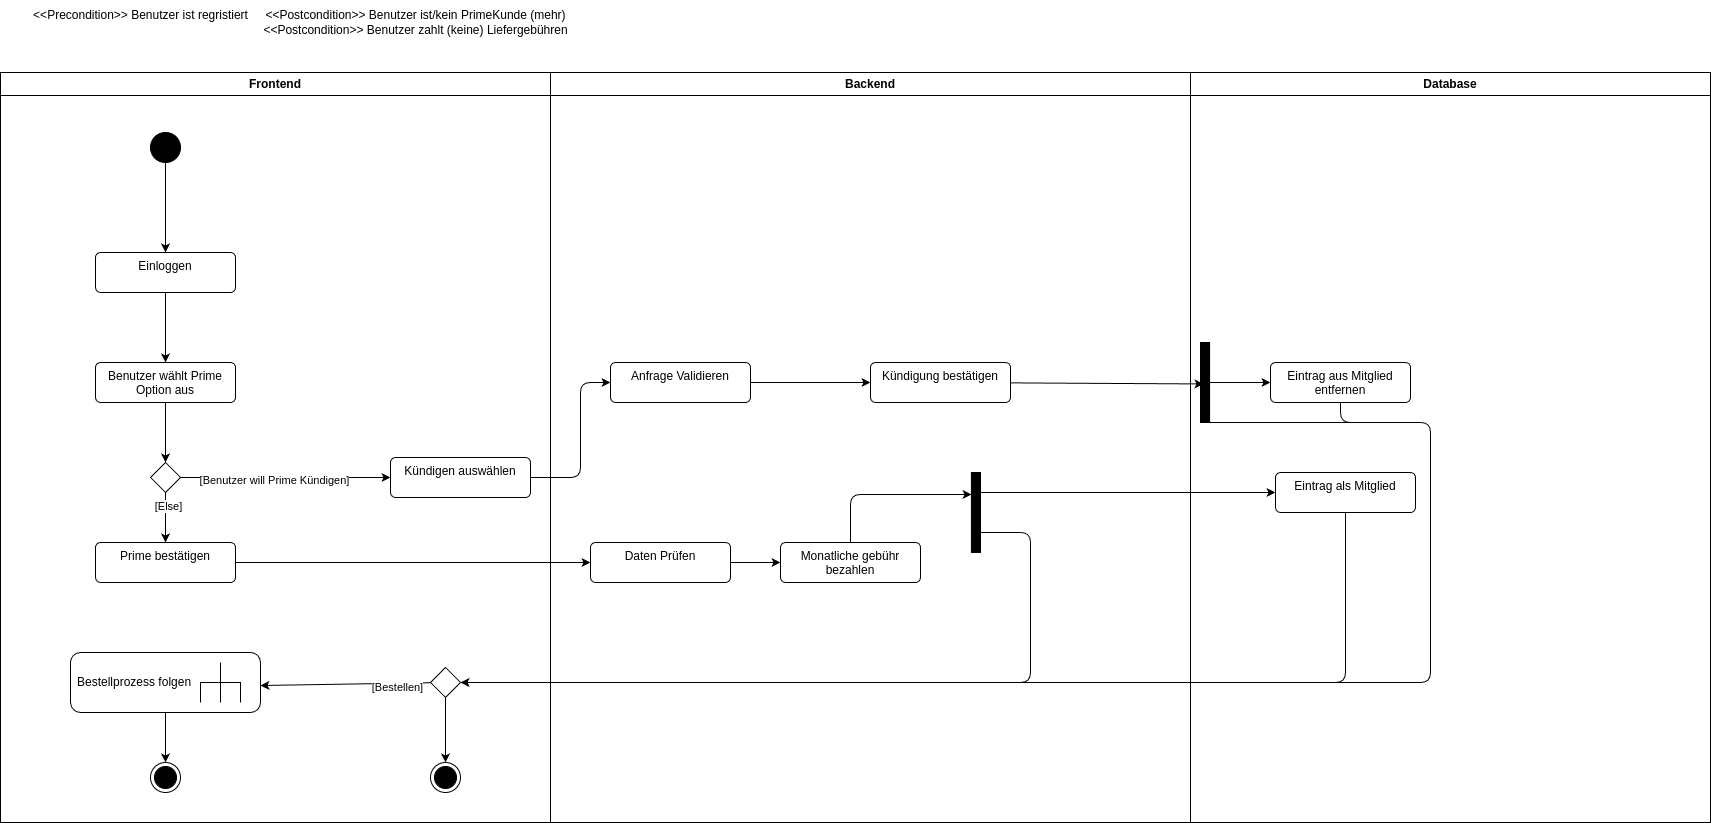 <<Precondition>> Benutzer ist regristiert
<<Postcondition>> Benutzer ist/kein PrimeKunde (mehr)
<<Postcondition>> Benutzer zahlt (keine) Liefergebühren
Frontend
Backend
Database
Einloggen
Benutzer wählt Prime
Option aus
Anfrage Validieren
Kündigung bestätigen
Eintrag aus Mitglied
entfernen
[Benutzer will Prime Kündigen]
Kündigen auswählen
Eintrag als Mitglied
[Else]
Prime bestätigen
Daten Prüfen
Monatliche gebühr
bezahlen
Bestellprozess folgen
[Bestellen]